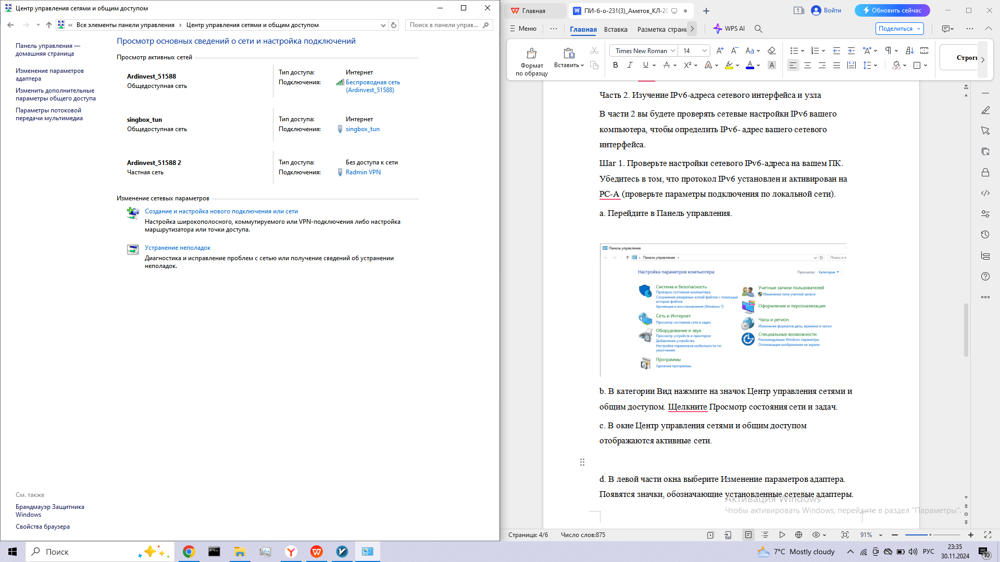 Центр управления сетями и общим доступом
Все элементы панели управления
Центр управления сетями и общим доступом
Поиск в панели управ...
Панель управления —
домашняя страница
Изменение параметров
адаптера
Изменить дополнительные
параметры общего доступа
Параметры потоковой
передачи мультимедиа
Просмотр основных сведений о сети и настройка подключений
Просмотр активных сетей
Ardinvest_51588
Общедоступная сеть
Тип доступа: Интернет
Подключения: Беспроводная сеть
(Ardinvest_51588)
singbox_tun
Общедоступная сеть
Тип доступа: Интернет
Подключения: singbox_tun
Ardinvest_51588 2
Частная сеть
Тип доступа: Без доступа к сети
Подключения: Radmin VPN
Изменение сетевых параметров
Создание и настройка нового подключения или сети
Настройка широкополосного, коммутируемого или VPN-подключения либо настройка
маршрутизатора или точки доступа.
Устранение неполадок
Диагностика и исправление проблем с сетью или получение сведений об устранении
неполадок.
См. также
Брандмауэр Защитника
Windows
Свойства браузера
Главная
ПИ-б-о-231(3)_Аметов_КЛ-20
Войти
Обновить сейчас
Меню
Главная
Вставка
Разметка страни
WPS AI
Поделиться
Формат
по образцу
Вставить
Times New Roman
14
Строг
Часть 2. Изучение IPv6-адреса сетевого интерфейса и узла
В части 2 вы будете проверять сетевые настройки IPv6 вашего
компьютера, чтобы определить IPv6- адрес вашего сетевого
интерфейса.
Шаг 1. Проверьте настройки сетевого IPv6-адреса на вашем ПК.
Убедитесь в том, что протокол IPv6 установлен и активирован на
PC-A (проверьте параметры подключения по локальной сети).
a. Перейдите в Панель управления.
Панель управления
Панель управления
Поиск в п
Настройка параметров компьютера
Просмотр: Категория
Система и безопасность
Проверка состояния компьютера
Сохранение резервных копий файлов с помощью
истории файлов
Архивация и восстановление (Windows 7)
Сеть и Интернет
Просмотр состояния сети и задач
Оборудование и звук
Просмотр устройств и принтеров
Добавление устройства
Настройка параметров мобильности по
умолчанию
Программы
Удаление программы
Учетные записи пользователей
Изменение типа учетной записи
Оформление и персонализация
Часы и регион
Изменение форматов даты, времени и чисел
Специальные возможности
Рекомендуемые Windows параметры
Оптимизация изображения на экране
b. В категории Вид нажмите на значок Центр управления сетями и
общим доступом. Щелкните Просмотр состояния сети и задач.
c. В окне Центр управления сетями и общим доступом
отображаются активные сети.
d. В левой части окна выберите Изменение параметров адаптера.
Появятся значки, обозначающие установленные сетевые адаптеры.
Активация Windows
Чтобы активировать Windows, перейдите в раздел "Параметры".
Страница: 4/6
Число слов:875
91%
Поиск
7°C Mostly cloudy
РУС
23:35
30.11.2024
10